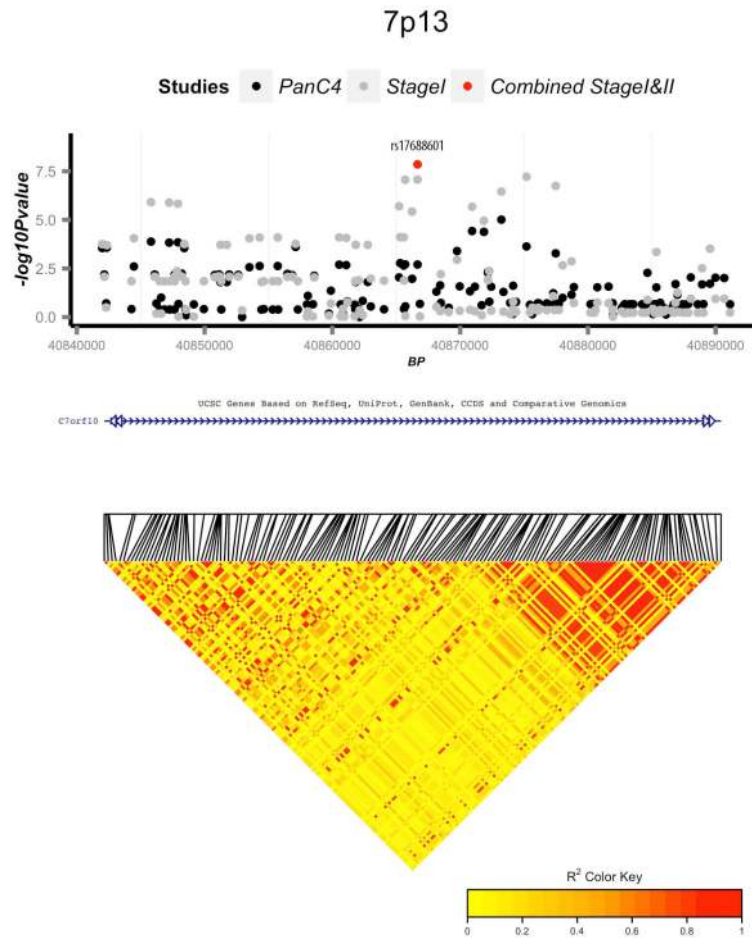 7p13
Studies PanC4 StageI Combined StageI&II
rs17688601
7.5
5.0
2.5
0.0
-log10Pvalue
40840000 40850000 40860000 40870000 40880000 40890000
BP
UCSC Genes Based on RefSeq, UniProt, GenBank, CCDS and Comparative Genomics
C7orf10
R² Color Key
0 0.2 0.4 0.6 0.8 1